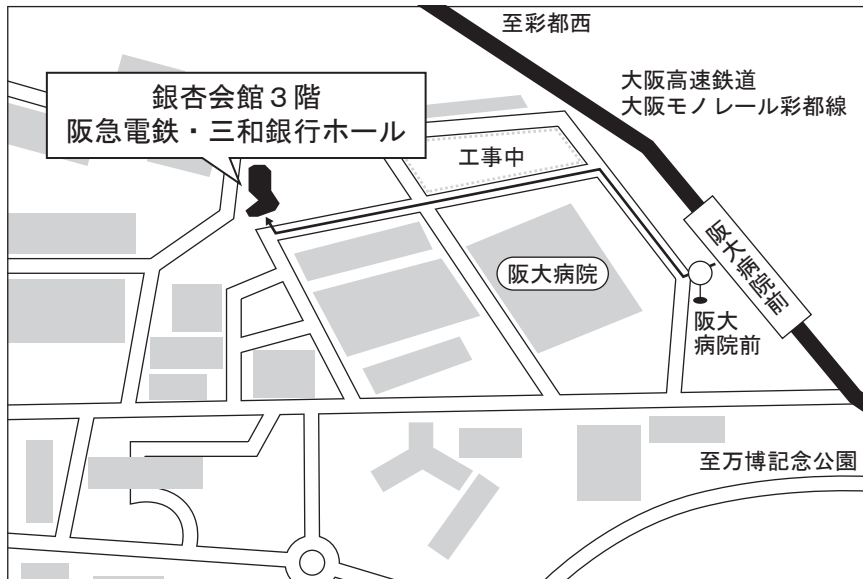 至彩都西
大阪高速鉄道
大阪モノレール彩都線
銀杏会館３階
阪急電鉄・三和銀行ホール
工事中
阪大病院
阪大病院前
阪大
病院前
至万博記念公園